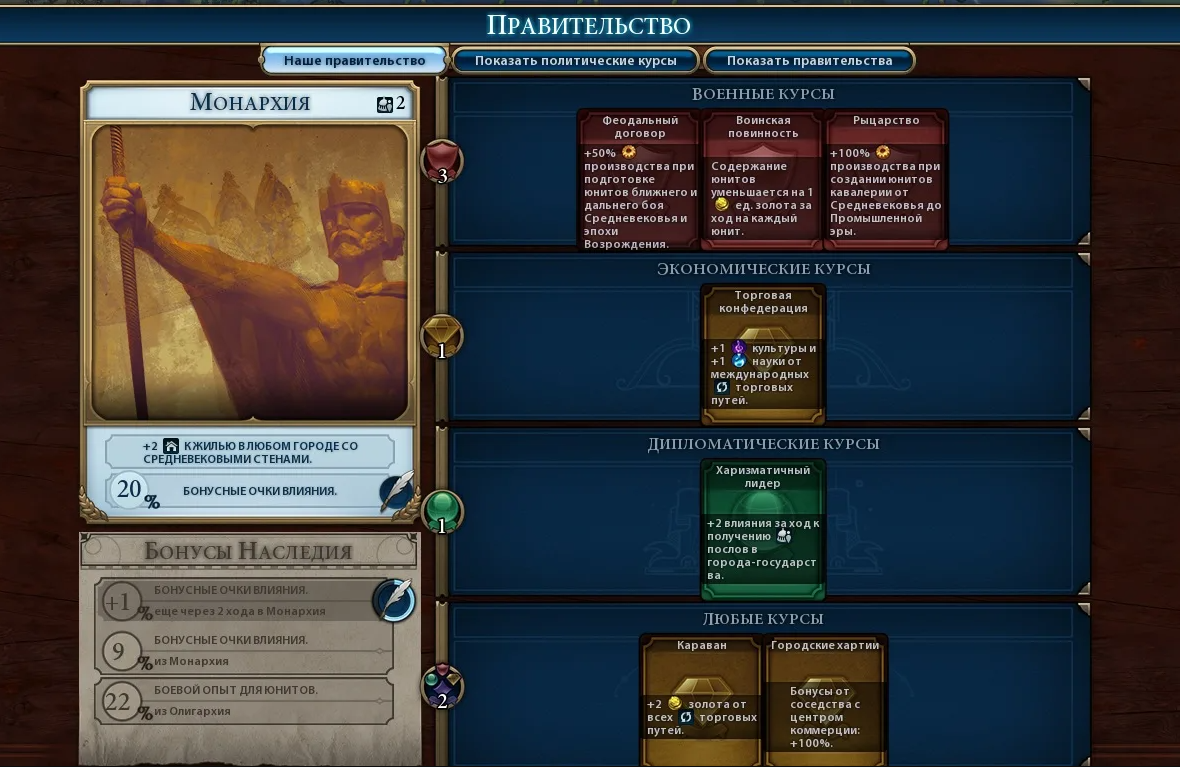 Правительство
Наше правительство
Показать политические курсы
Показать правительства
Монархия
2
+2 к жилью в любом городе со
средневековыми стенами.
20 % Бонусные очки влияния.
Бонусы Наследия
+1 % Бонусные очки влияния.
еще через 2 хода в Монархия
9 % Бонусные очки влияния.
из Монархия
22 % Боевой опыт для юнитов.
из Олигархия
3
Военные курсы
Феодальный
договор
+50%
производства при
подготовке
юнитов ближнего и
дальнего боя
Средневековья и
эпохи
Возрождения.
Воинская
повинность
Содержание
юнитов
уменьшается на 1
ед. золота за
ход на каждый
юнит.
Рыцарство
+100%
производства при
создании юнитов
кавалерии от
Средневековья до
Промышленной
эры.
1
Экономические курсы
Торговая
конфедерация
+1 культуры и
+1 науки от
международных
торговых
путей.
1
Дипломатические курсы
Харизматичный
лидер
+2 влияния за ход к
получению
послов в
города-государст
ва.
2
Любые курсы
Караван
+2 золота от
всех торговых
путей.
Городские хартии
Бонусы от
соседства с
центром
коммерции:
+100%.